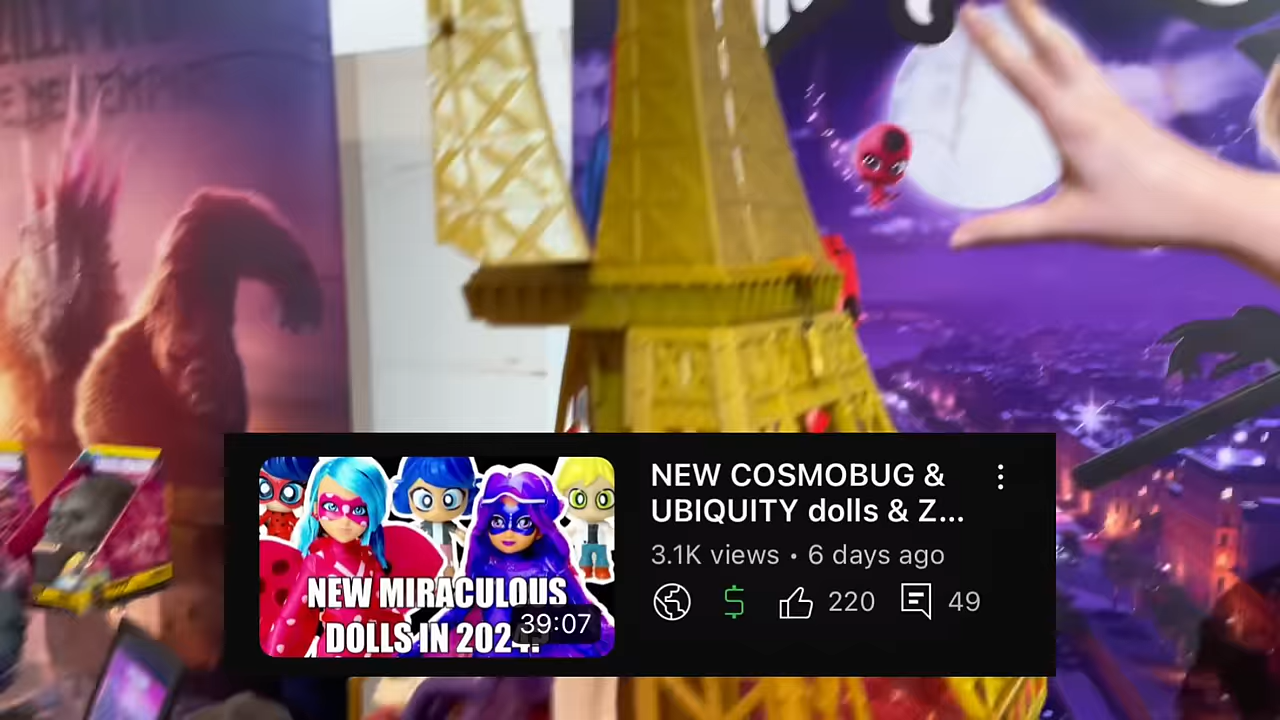 NEW COSMOBUG &
UBIQUITY dolls & Z...
3.1K views • 6 days ago
220 49
NEW MIRACULOUS
DOLLS IN 2024?
39:07